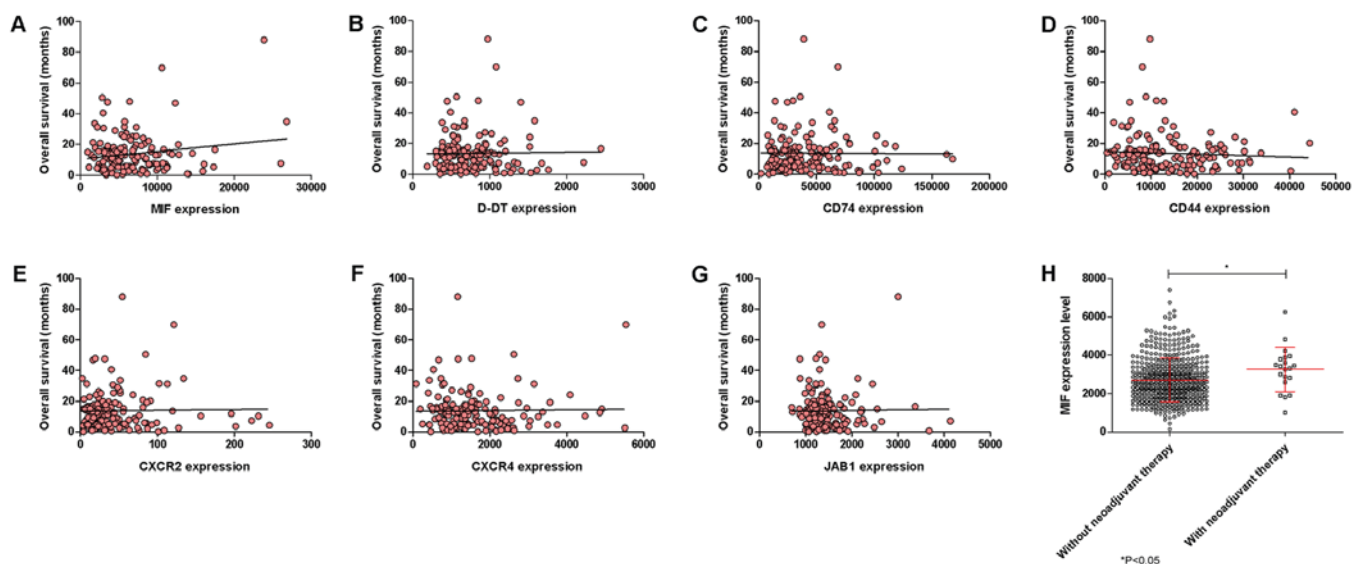 A
Overall survival (months)
100
80
60
40
20
0
0 10000 20000 30000
MIF expression
B
Overall survival (months)
100
80
60
40
20
0
0 1000 2000 3000
D-DT expression
C
Overall survival (months)
100
80
60
40
20
0
0 50000 100000 150000 200000
CD74 expression
D
Overall survival (months)
100
80
60
40
20
0
0 10000 20000 30000 40000 50000
CD44 expression
E
Overall survival (months)
100
80
60
40
20
0
0 100 200 300
CXCR2 expression
F
Overall survival (months)
100
80
60
40
20
0
0 2000 4000 6000
CXCR4 expression
G
Overall survival (months)
100
80
60
40
20
0
0 1000 2000 3000 4000 5000
JAB1 expression
H
MIF expression level
8000
6000
4000
2000
0
*
Without neoadjuvant therapy
With neoadjuvant therapy
*P<0.05